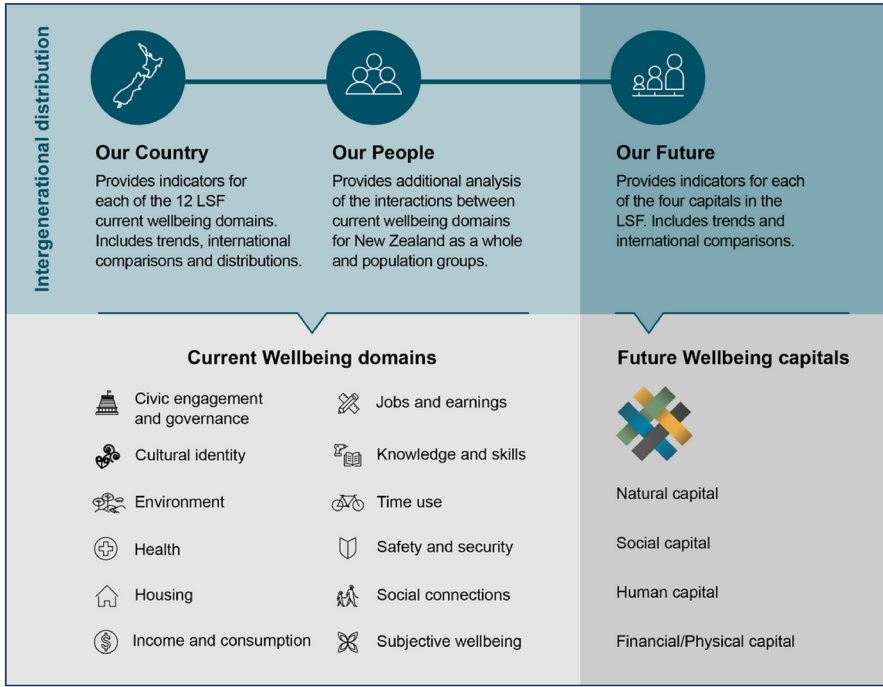 Intergenerational distribution
Our Country
Provides indicators for
each of the 12 LSF
current wellbeing domains.
Includes trends, international
comparisons and distributions.
Our People
Provides additional analysis
of the interactions between
current wellbeing domains
for New Zealand as a whole
and population groups.
Our Future
Provides indicators for each
of the four capitals in the
LSF. Includes trends and
international comparisons.
Current Wellbeing domains
Civic engagement
and governance
Cultural identity
Environment
Health
Housing
Income and consumption
Jobs and earnings
Knowledge and skills
Time use
Safety and security
Social connections
Subjective wellbeing
Future Wellbeing capitals
Natural capital
Social capital
Human capital
Financial/Physical capital